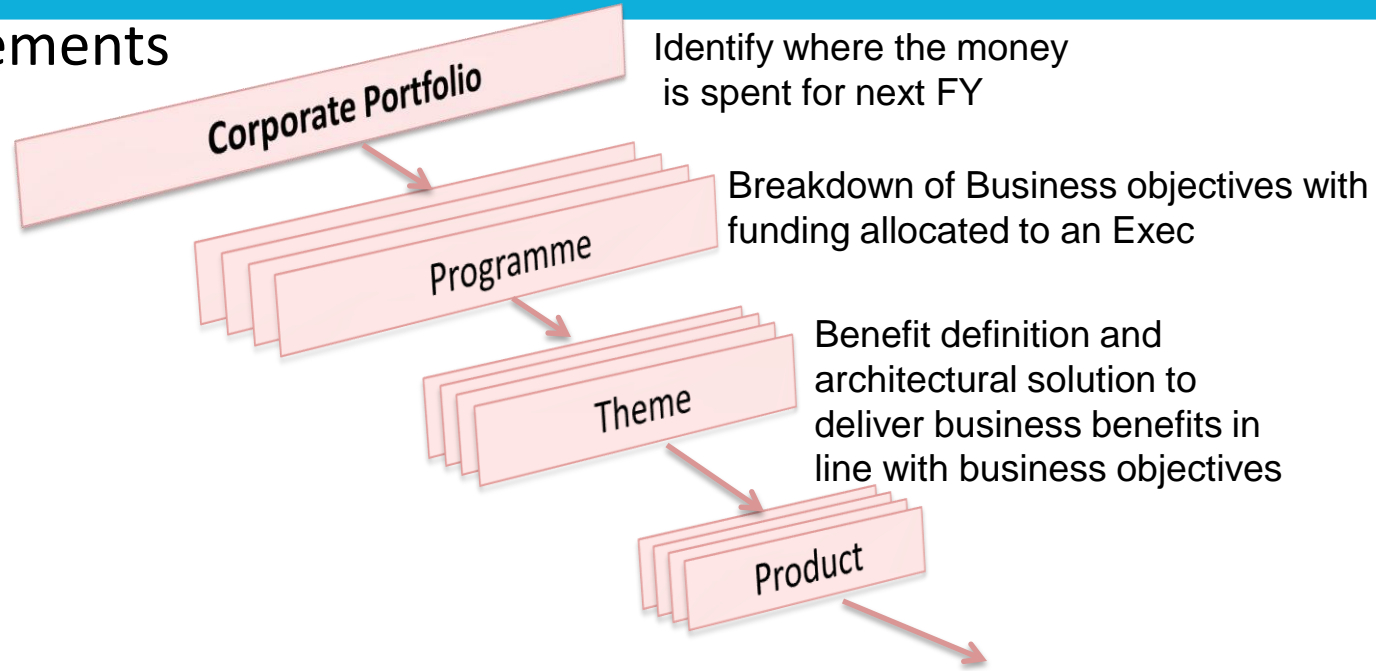 ements
Identify where the money
is spent for next FY
Corporate Portfolio
Breakdown of Business objectives with
funding allocated to an Exec
Programme
Benefit definition and
architectural solution to
deliver business benefits in
line with business objectives
Theme
Product